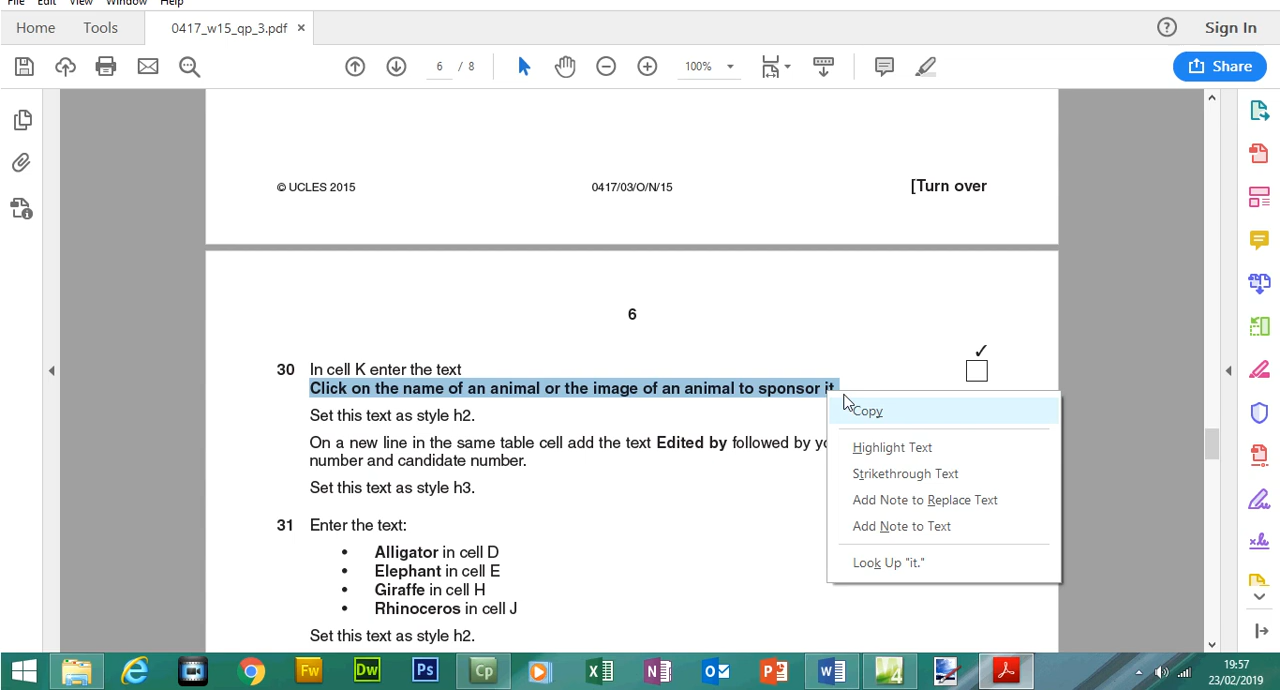 File Edit View Window Help
Home Tools 0417_w15_qp_3.pdf × Sign In
6 / 8 100% Share
© UCLES 2015 0417/03/O/N/15 [Turn over
6
30 In cell K enter the text
Click on the name of an animal or the image of an animal to sponsor it.
Set this text as style h2.
On a new line in the same table cell add the text Edited by followed by
number and candidate number.
Set this text as style h3.
31 Enter the text:
• Alligator in cell D
• Elephant in cell E
• Giraffe in cell H
• Rhinoceros in cell J
Set this text as style h2.
Copy
Highlight Text
Strikethrough Text
Add Note to Replace Text
Add Note to Text
Look Up "it."
Fw Dw Ps Cp
19:57
23/02/2019